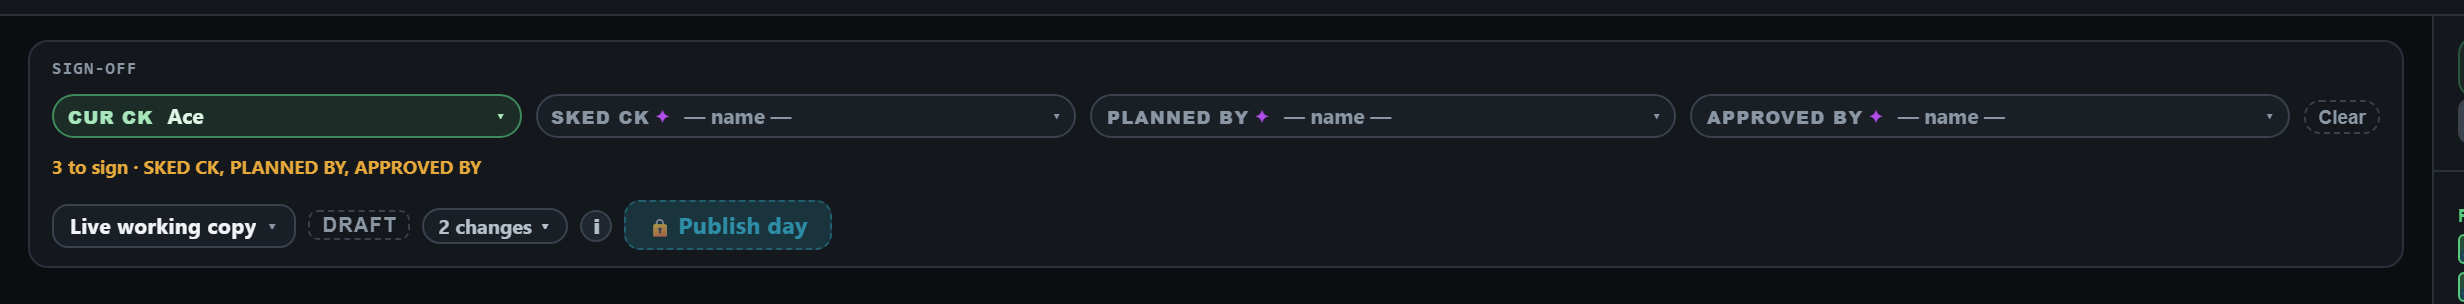 SIGN-OFF
CUR CK Ace ▾ SKED CK ✦ — name — ▾ PLANNED BY ✦ — name — ▾ APPROVED BY ✦ — name — ▾ Clear
3 to sign · SKED CK, PLANNED BY, APPROVED BY
Live working copy ▾ DRAFT 2 changes ▾ i 🔒 Publish day